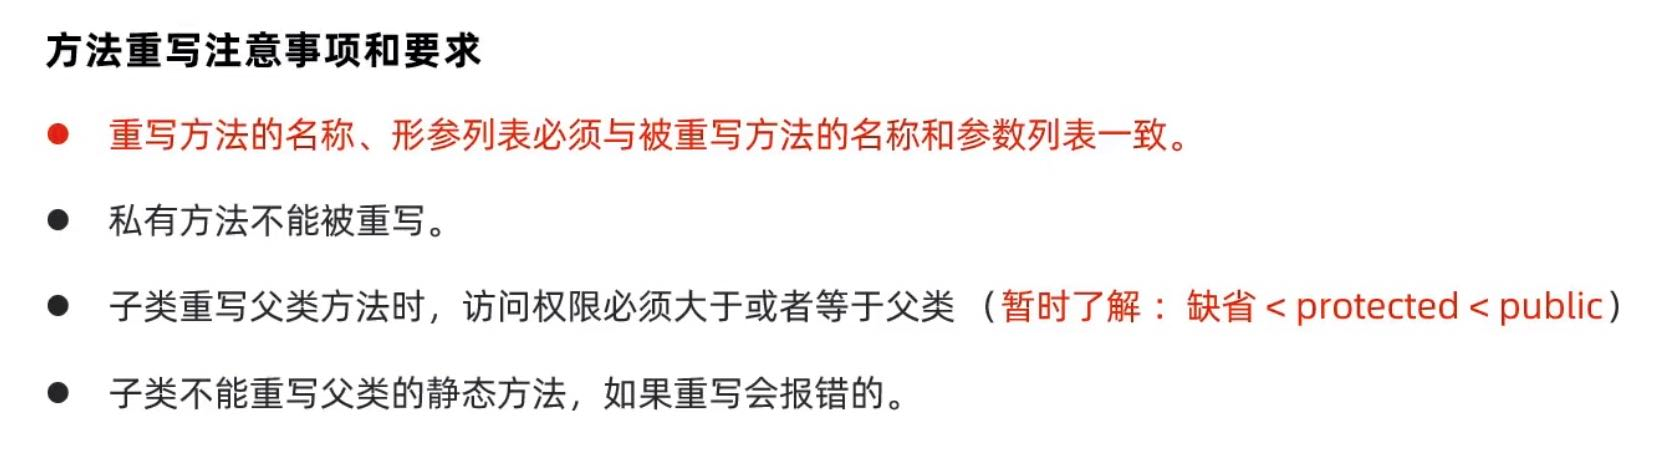 方法重写注意事项和要求
● 重写方法的名称、形参列表必须与被重写方法的名称和参数列表一致。
● 私有方法不能被重写。
● 子类重写父类方法时，访问权限必须大于或者等于父类 （暂时了解 ：缺省 < protected < public）
● 子类不能重写父类的静态方法，如果重写会报错的。